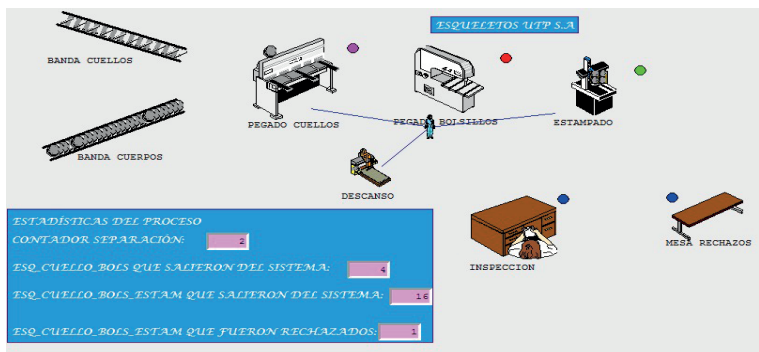 ESQUELETOS UTP S.A
BANDA CUELLOS
PEGADO CUELLOS
PEGADO BOLSILLOS
ESTAMPADO
BANDA CUERPOS
DESCANSO
INSPECCION
MESA RECHAZOS
ESTADÍSTICAS DEL PROCESO
CONTADOR SEPARACIÒN: 2
ESQ_CUELLO_BOLS QUE SALIERON DEL SISTEMA: 4
ESQ_CUELLO_BOLS_ESTAM QUE SALIERON DEL SISTEMA: 16
ESQ_CUELLO_BOLS_ESTAM QUE FUERON RECHAZADOS: 1